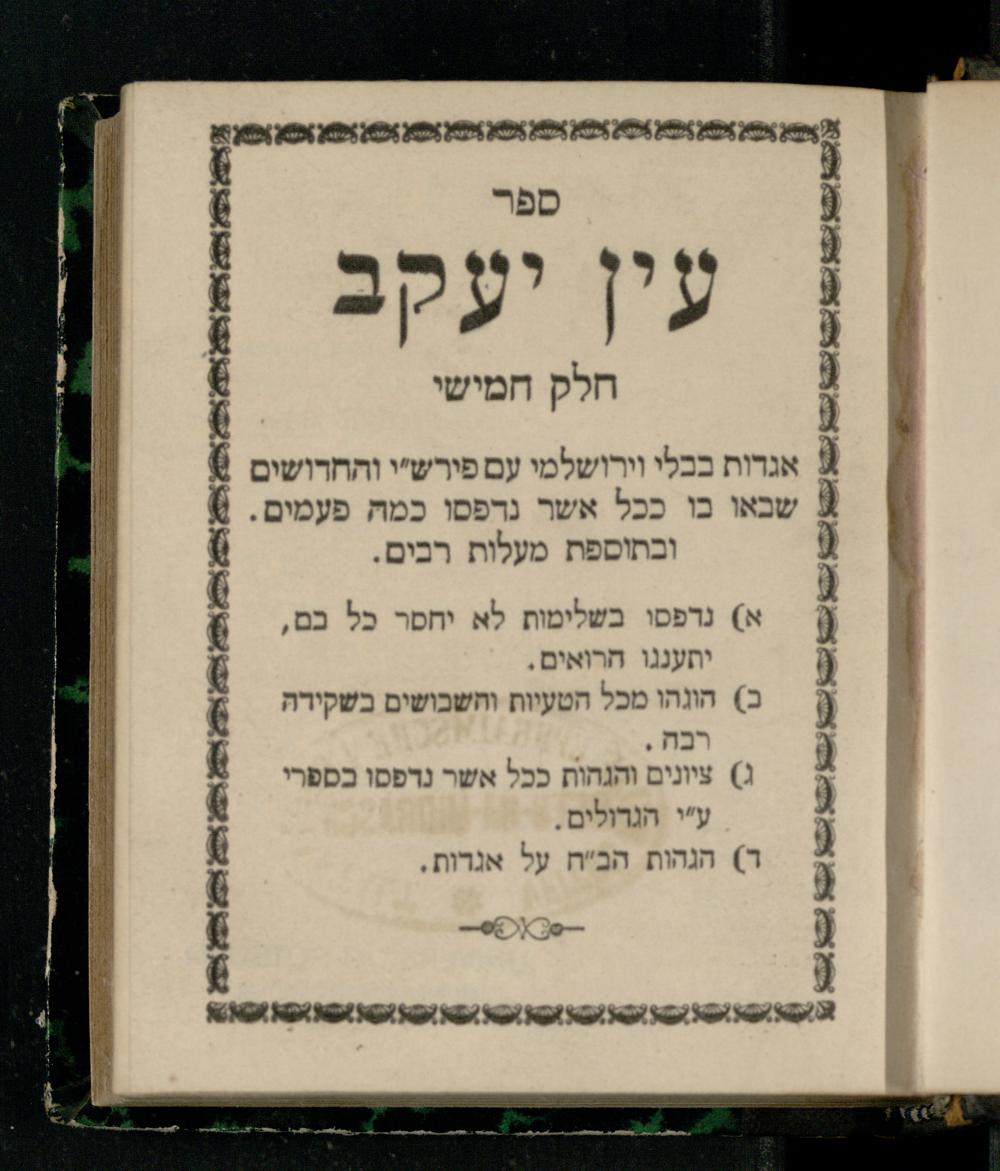 ספר
עין יעקב
חלק חמישי
אגדות בבלי וירושלמי עם פירש״י והחדושים
שבאו בו ככל אשר נדפסו כמה פעמים.
ובתוספת מעלות רבים.
א) נדפסו בשלימות לא יחסר כל בם,
יתענגו הרואים.
ב) הוגהו מכל הטעיות והשבושים בשקידה
רבה.
ג) ציונים והגהות ככל אשר נדפסו בספרי
ע״י הגדולים.
ד) הגהות הב״ח על אגדות.